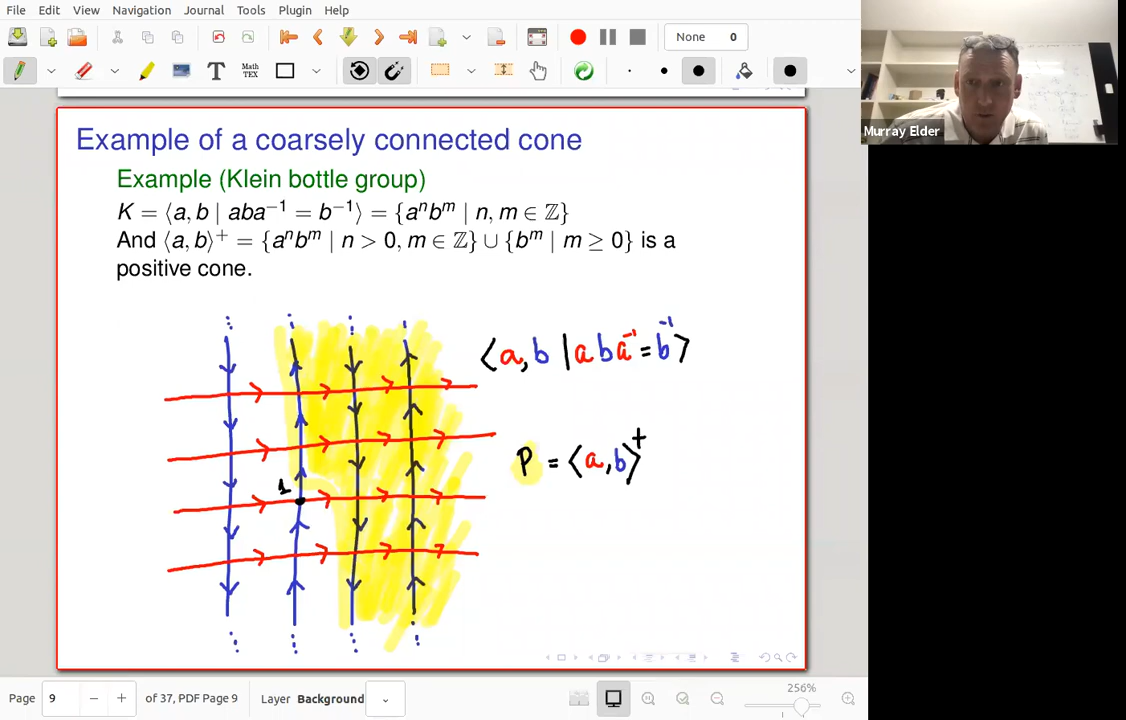 File Edit View Navigation Journal Tools Plugin Help
None 0
Murray Elder
Example of a coarsely connected cone
Example (Klein bottle group)
K = ⟨a, b | aba⁻¹ = b⁻¹⟩ = {aⁿbᵐ | n, m ∈ ℤ}
And ⟨a, b⟩⁺ = {aⁿbᵐ | n > 0, m ∈ ℤ} ∪ {bᵐ | m ≥ 0} is a
positive cone.
⟨a, b | a b a⁻¹ = b⁻¹⟩
1
P = ⟨a, b⟩⁺
T Math TEX
Page 9 of 37, PDF Page 9 Layer Background 256%